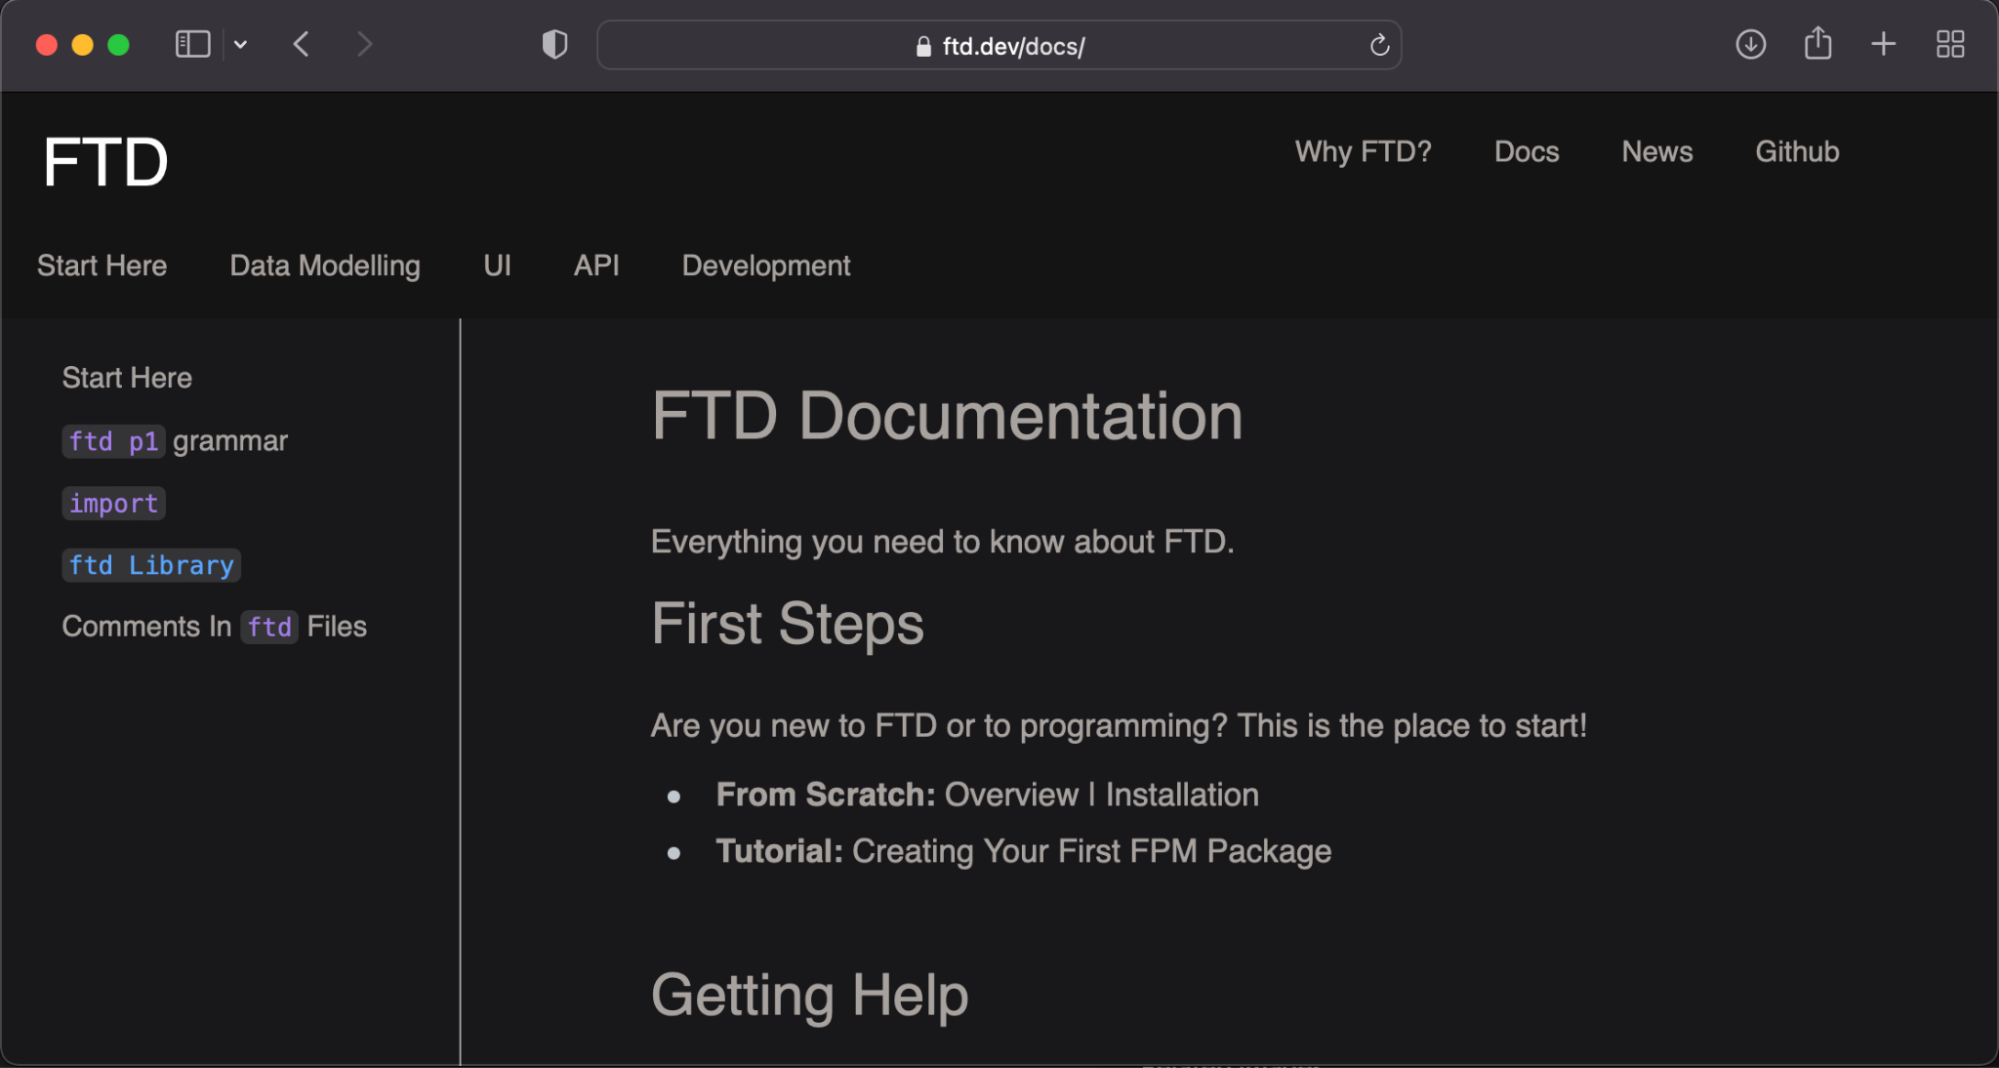 ftd.dev/docs/
FTD
Why FTD? Docs News Github
Start Here Data Modelling UI API Development
Start Here
ftd p1 grammar
import
ftd Library
Comments In ftd Files
FTD Documentation
Everything you need to know about FTD.
First Steps
Are you new to FTD or to programming? This is the place to start!
From Scratch: Overview | Installation
Tutorial: Creating Your First FPM Package
Getting Help